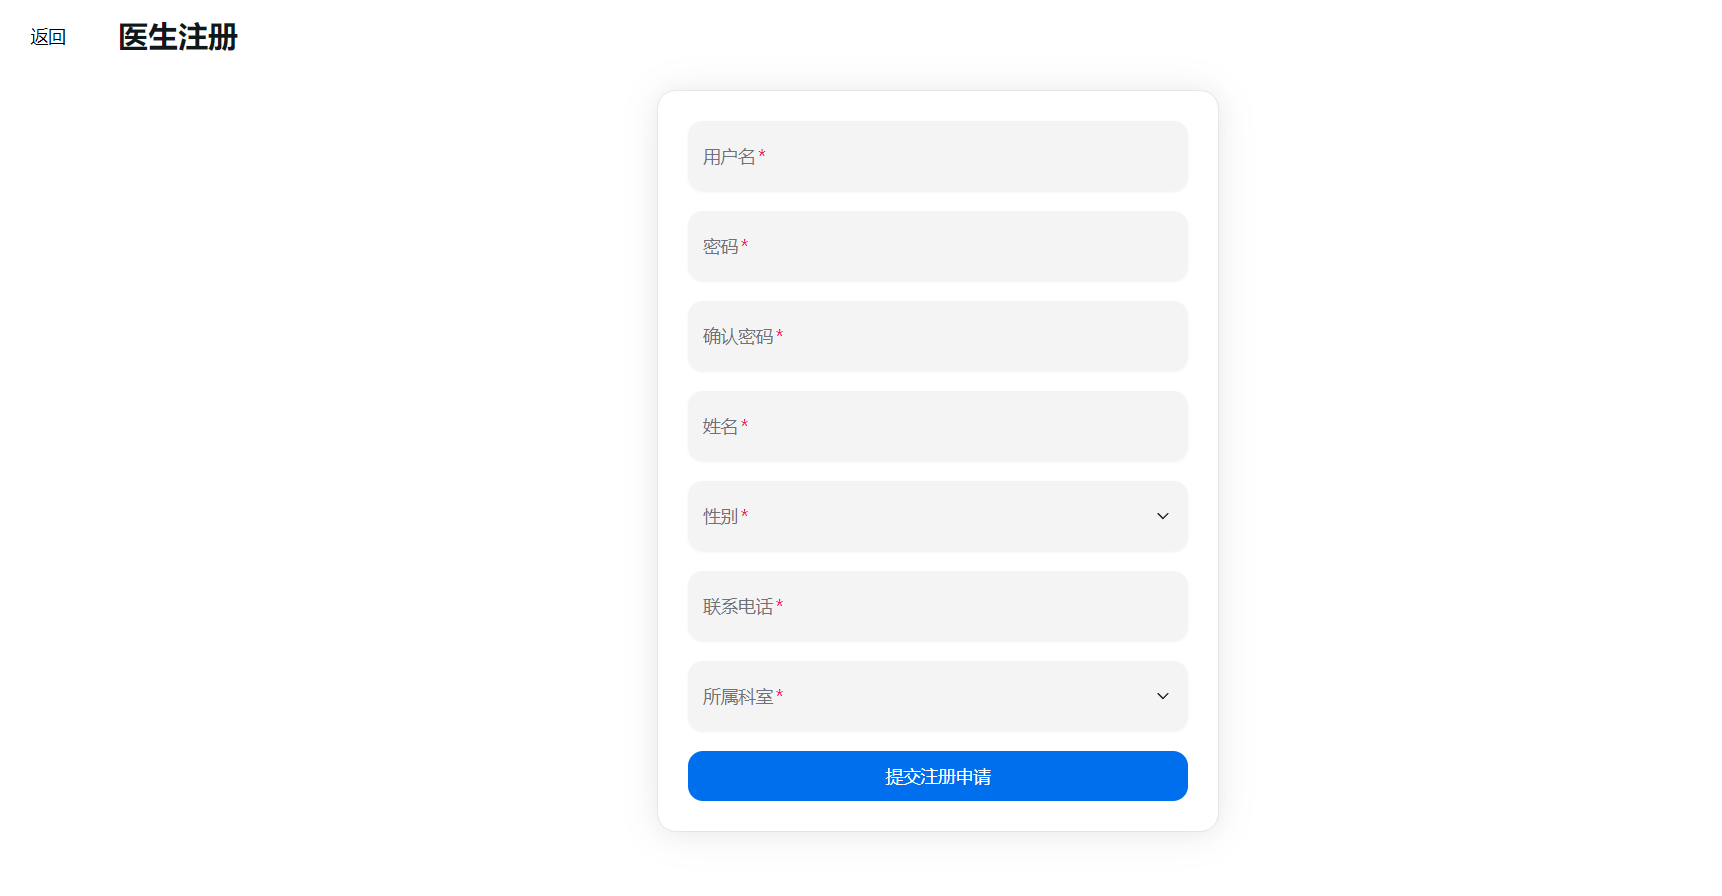 返回
医生注册
用户名*
密码*
确认密码*
姓名*
性别*
联系电话*
所属科室*
提交注册申请